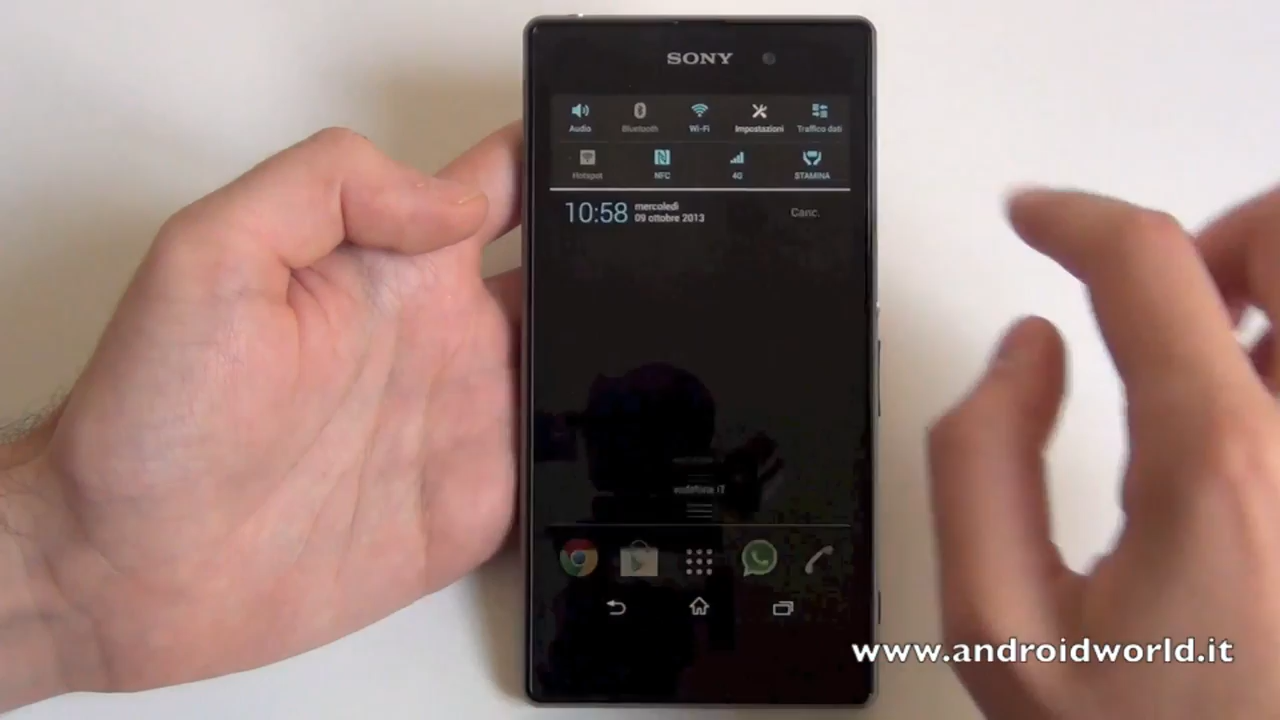 SONY
Audio Bluetooth Wi-Fi Impostazioni Traffico dati
Hotspot NFC 4G STAMINA
10:58 mercoledì
09 ottobre 2013 Canc.
vodafone IT
www.androidworld.it